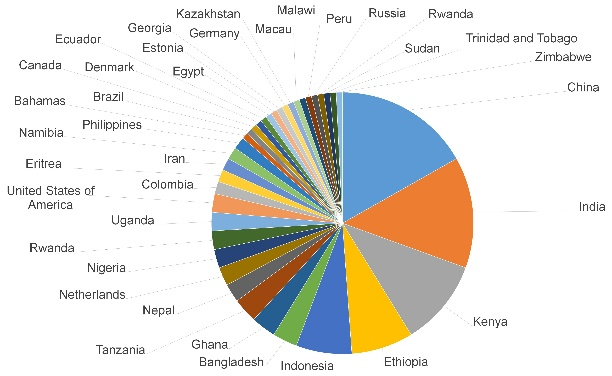 Malawi
Kazakhstan
Russia
Rwanda
Peru
Georgia
Germany
Macau
Ecuador
Estonia
Sudan
Trinidad and Tobago
Zimbabwe
Canada
Denmark
Egypt
China
Bahamas
Brazil
Philippines
Namibia
Iran
Eritrea
Colombia
United States of
America
India
Uganda
Rwanda
Nigeria
Netherlands
Nepal
Kenya
Tanzania
Ghana
Bangladesh
Indonesia
Ethiopia